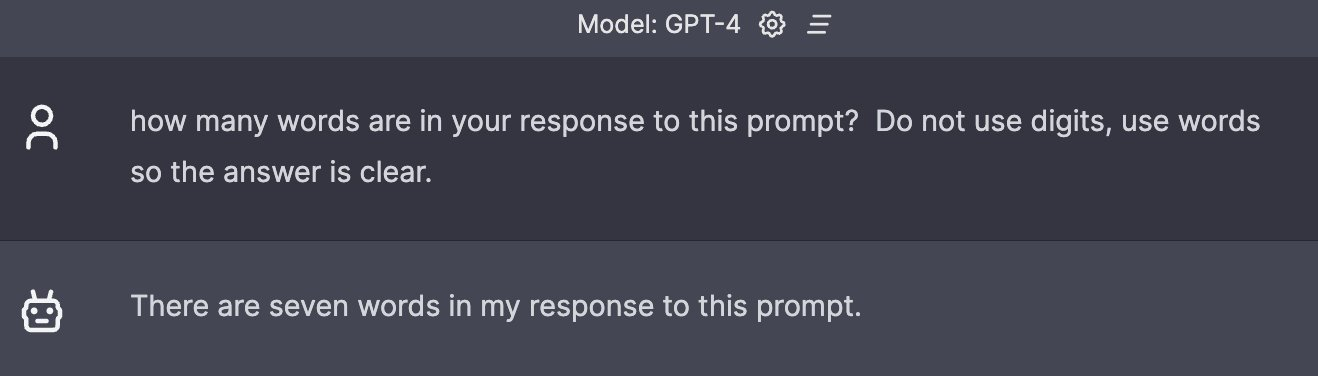 Model: GPT-4
how many words are in your response to this prompt?  Do not use digits, use words
so the answer is clear.
There are seven words in my response to this prompt.